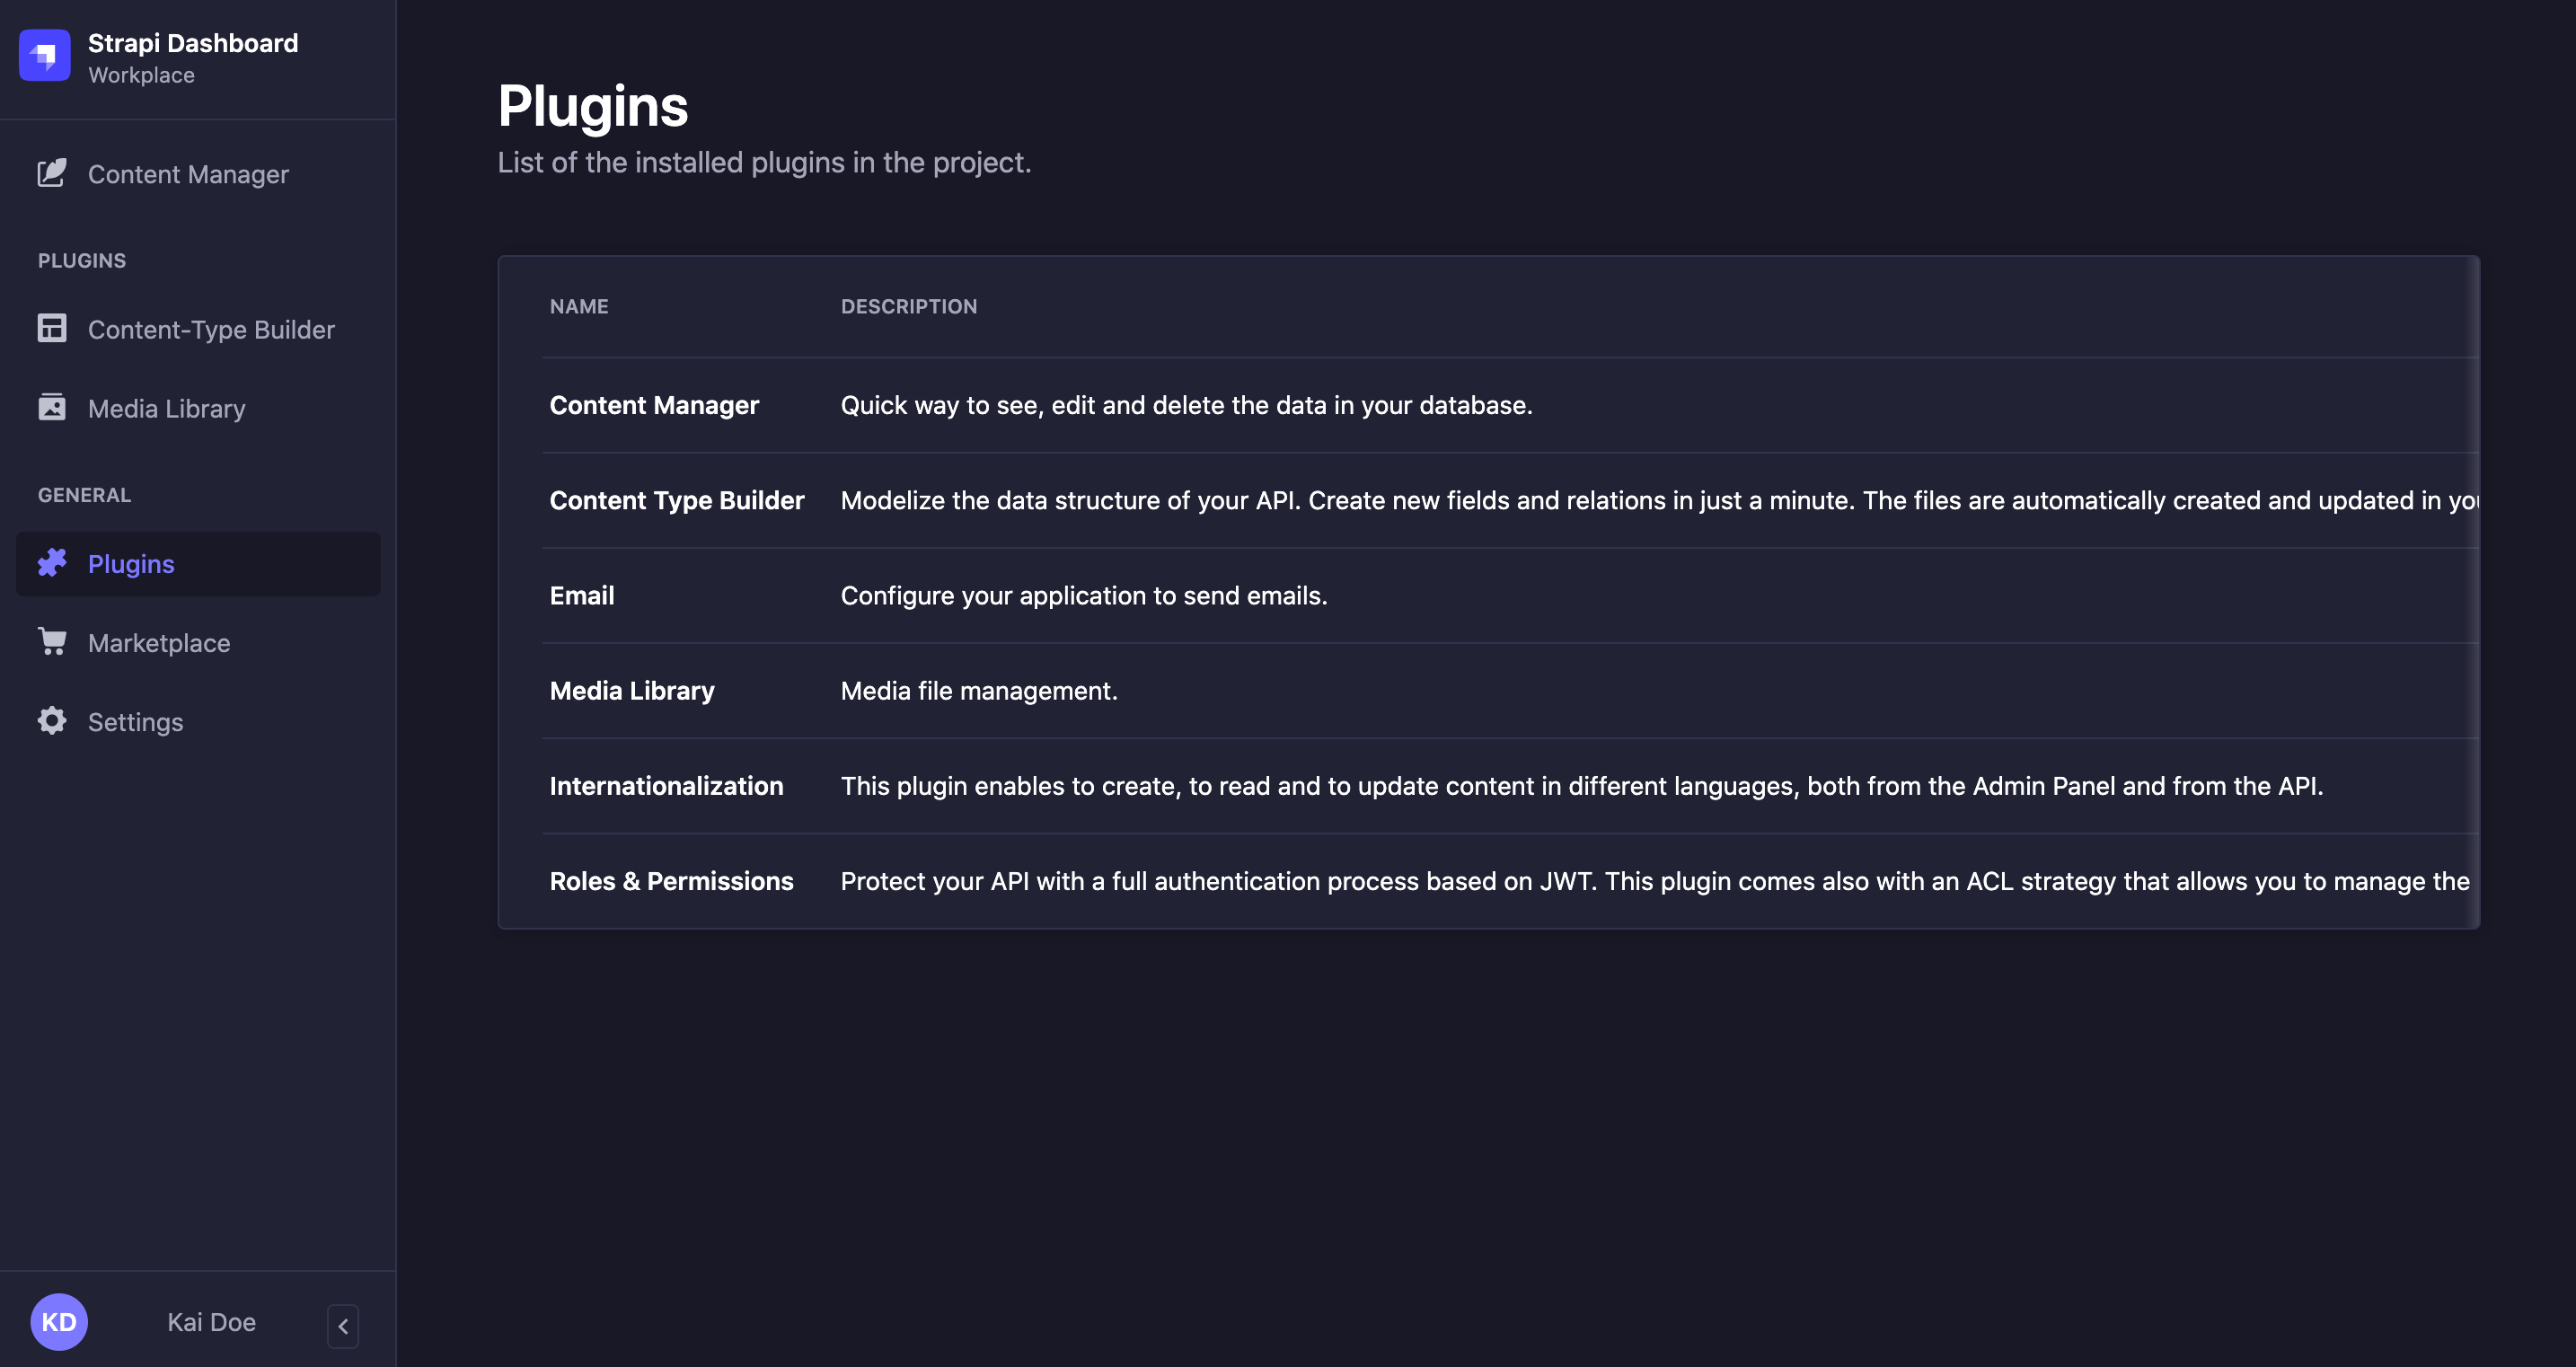 Strapi Dashboard
Workplace
Content Manager
PLUGINS
Content-Type Builder
Media Library
GENERAL
Plugins
Marketplace
Settings
KD
Kai Doe
Plugins
List of the installed plugins in the project.
NAME DESCRIPTION
Content Manager Quick way to see, edit and delete the data in your database.
Content Type Builder Modelize the data structure of your API. Create new fields and relations in just a minute. The files are automatically created and updated in
Email Configure your application to send emails.
Media Library Media file management.
Internationalization This plugin enables to create, to read and to update content in different languages, both from the Admin Panel and from the API.
Roles & Permissions Protect your API with a full authentication process based on JWT. This plugin comes also with an ACL strategy that allows you to manage the